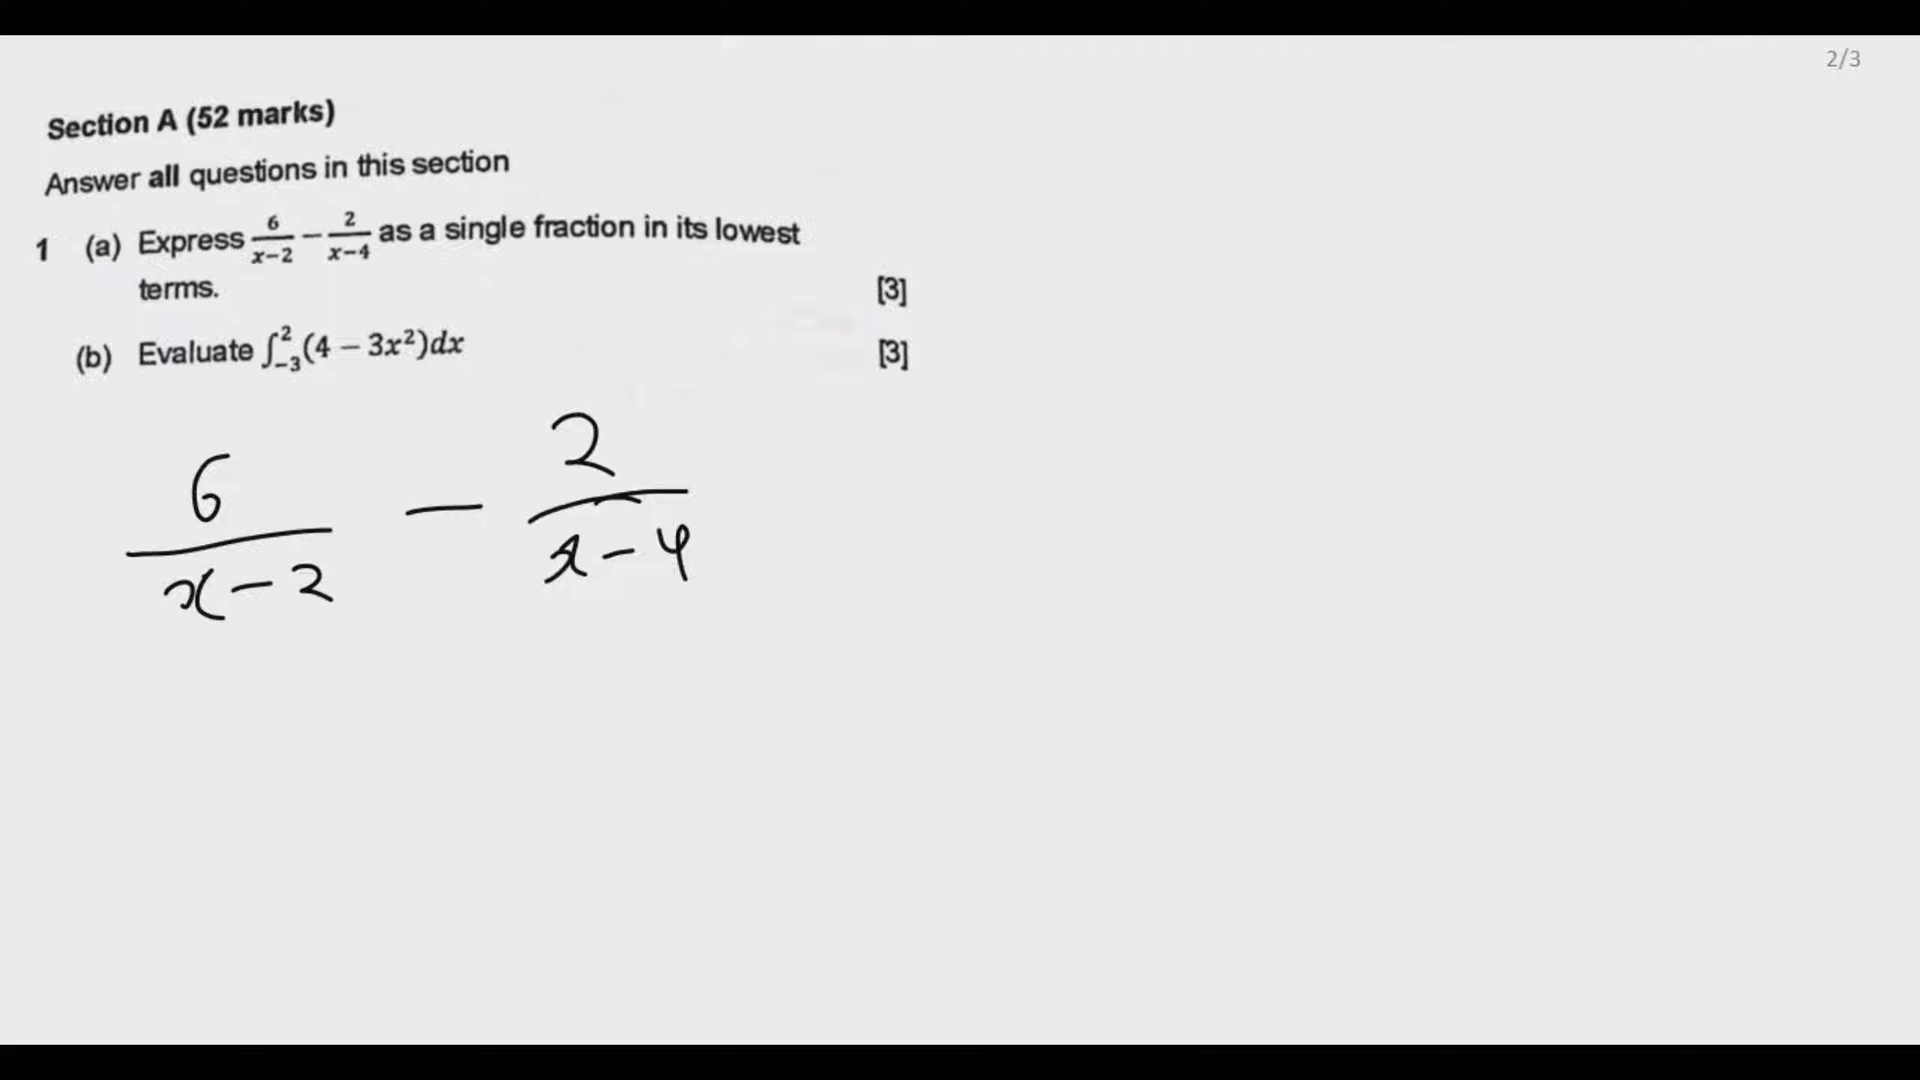 2/3
Section A (52 marks)
Answer all questions in this section
1 (a) Express 6/(x−2) − 2/(x−4) as a single fraction in its lowest
terms. [3]
(b) Evaluate ∫₋₃² (4 − 3x²)dx [3]
6/(x − 2) − 2/(x − 4)